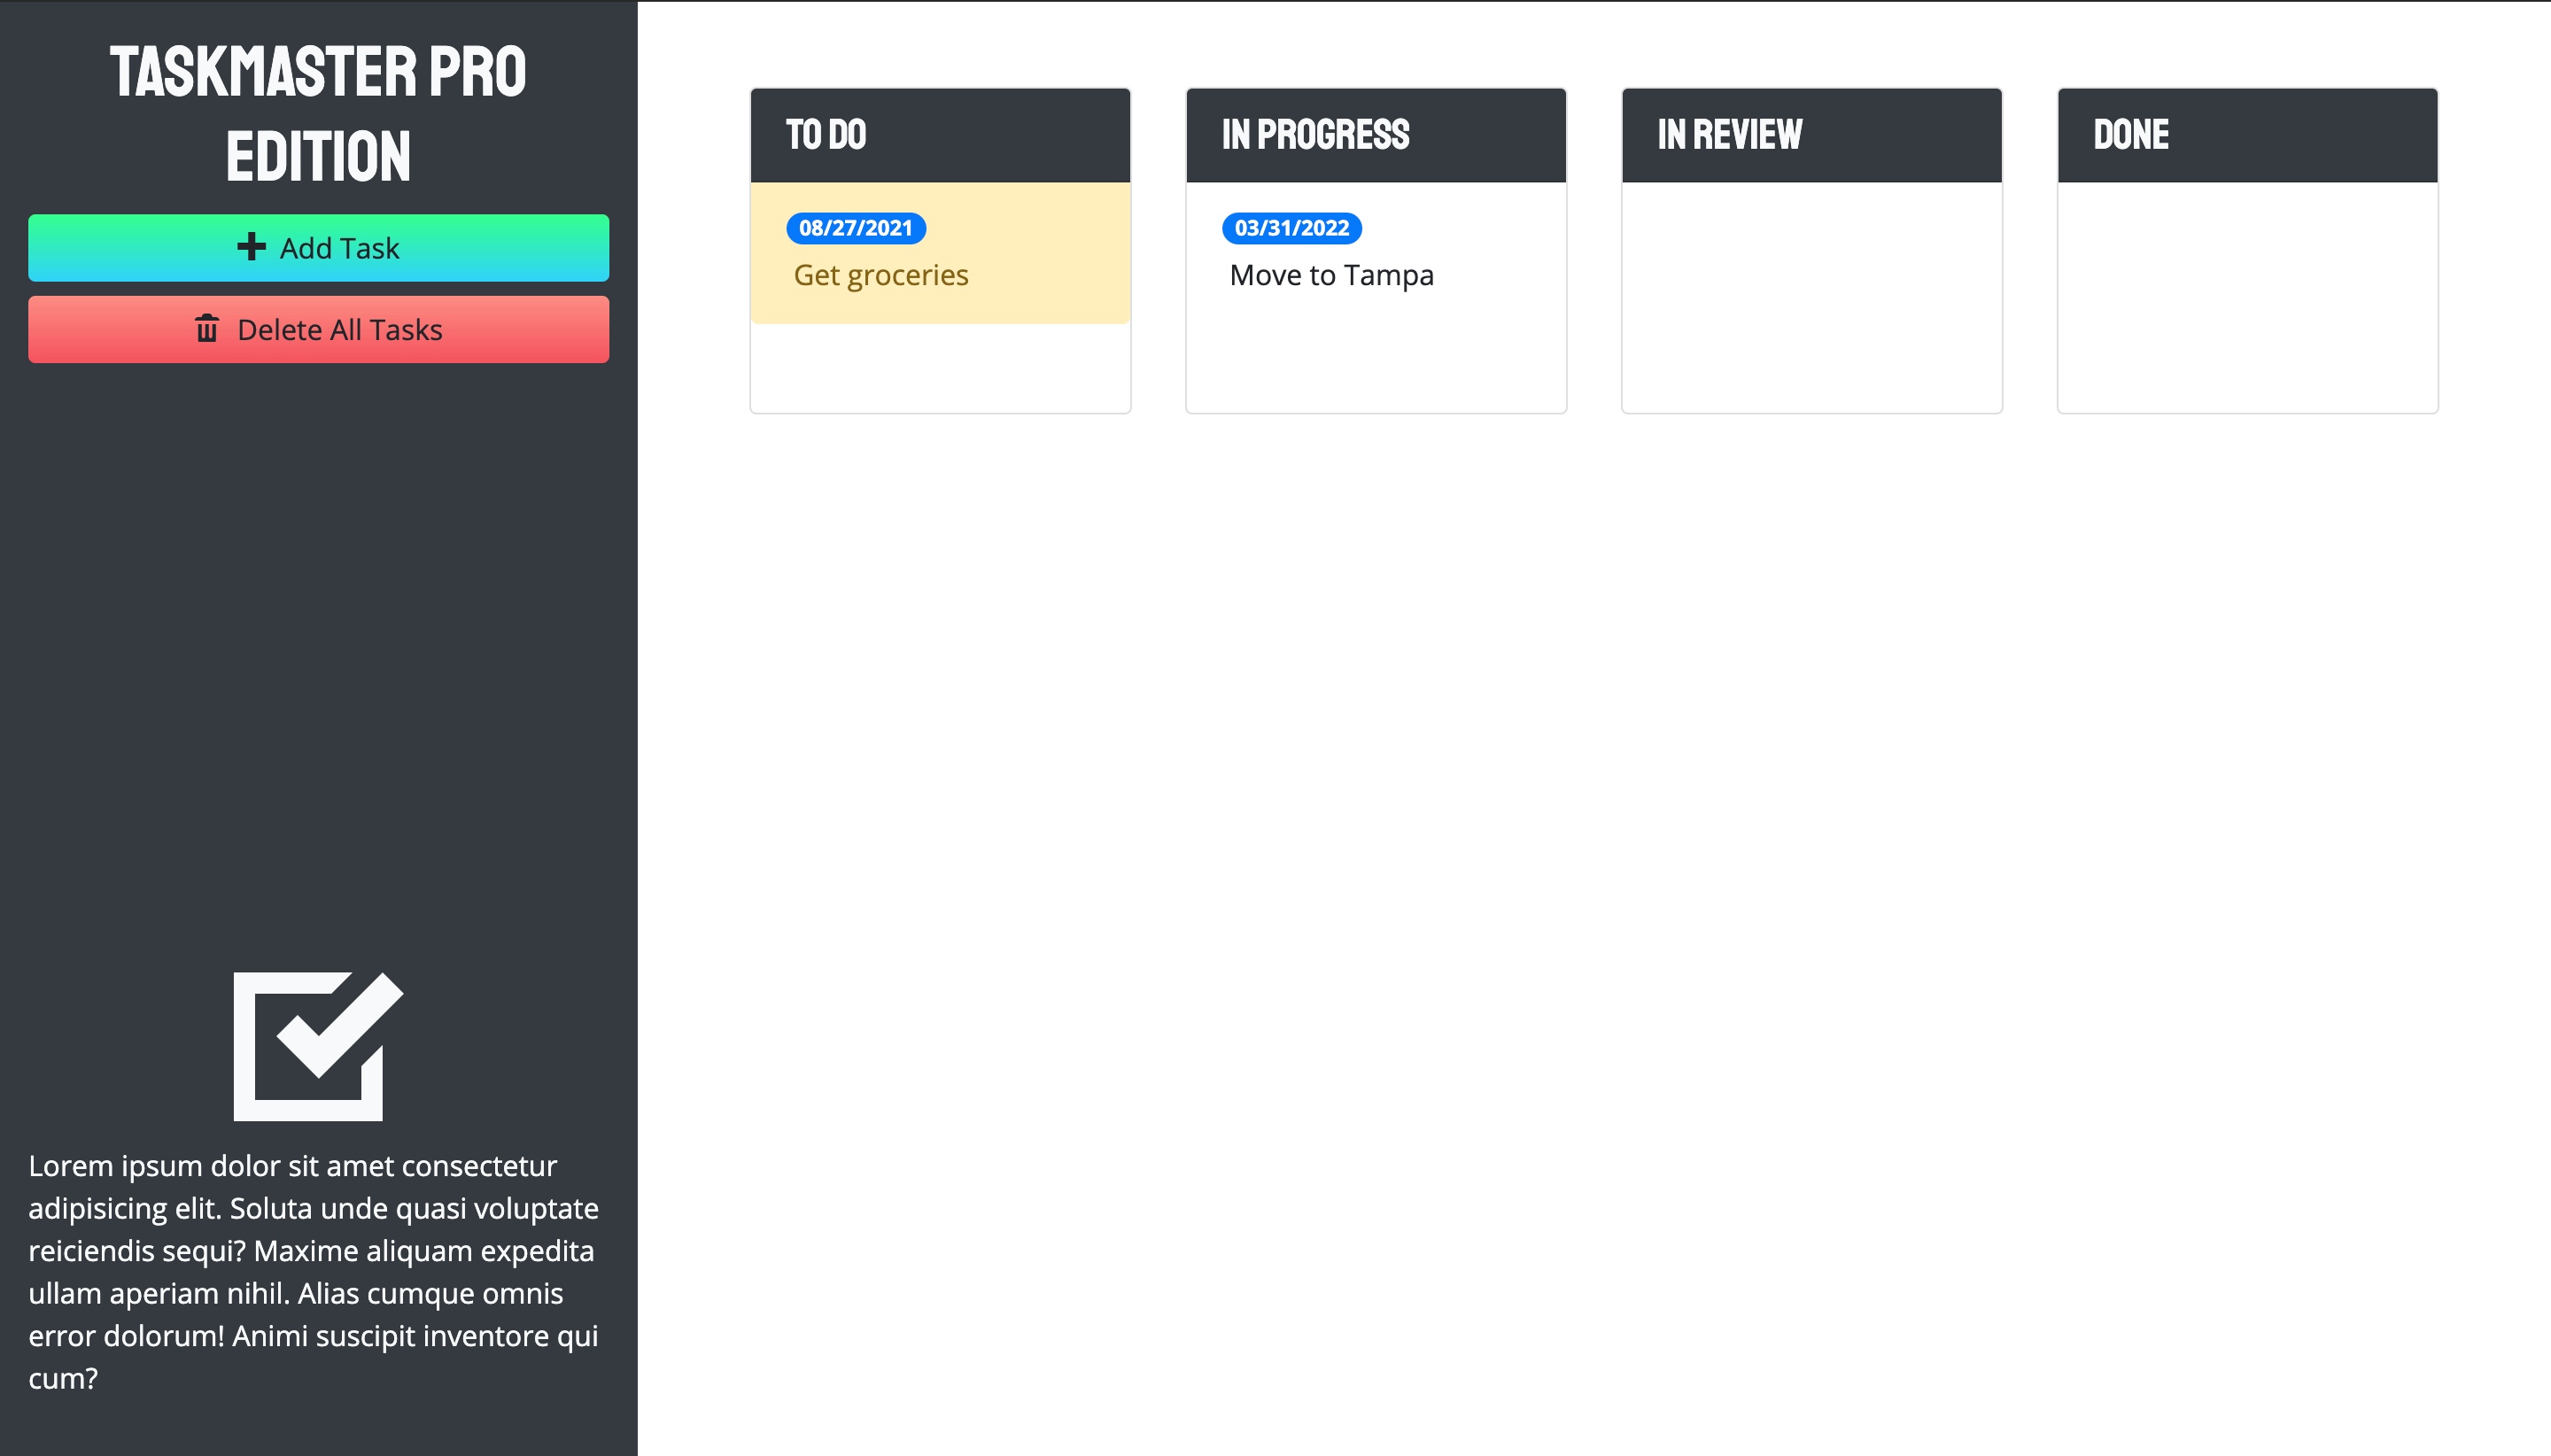 TASKMASTER PRO
EDITION
Add Task
Delete All Tasks
Lorem ipsum dolor sit amet consectetur
adipisicing elit. Soluta unde quasi voluptate
reiciendis sequi? Maxime aliquam expedita
ullam aperiam nihil. Alias cumque omnis
error dolorum! Animi suscipit inventore qui
cum?
TO DO
08/27/2021
Get groceries
IN PROGRESS
03/31/2022
Move to Tampa
IN REVIEW
DONE